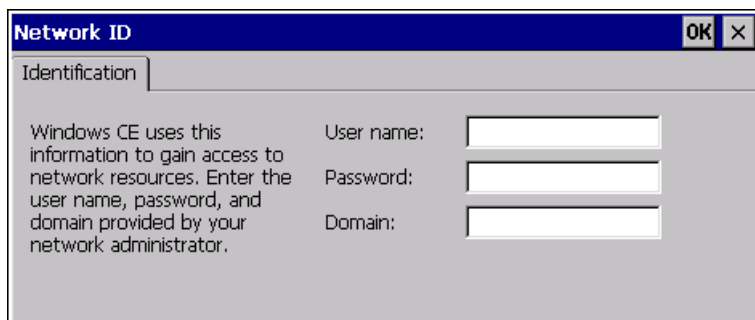 Network ID OK ×
Identification
Windows CE uses this
information to gain access to
network resources. Enter the
user name, password, and
domain provided by your
network administrator.
User name:
Password:
Domain: